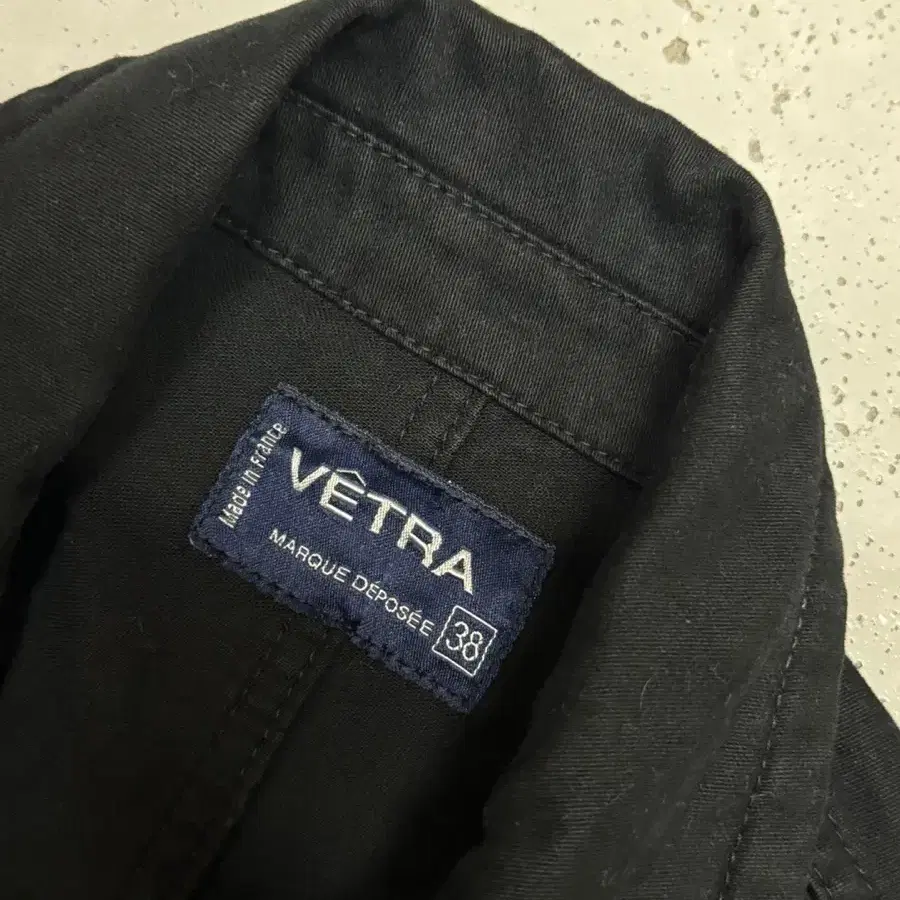 Made in France
VÊTRA
MARQUE DÉPOSÉE
38